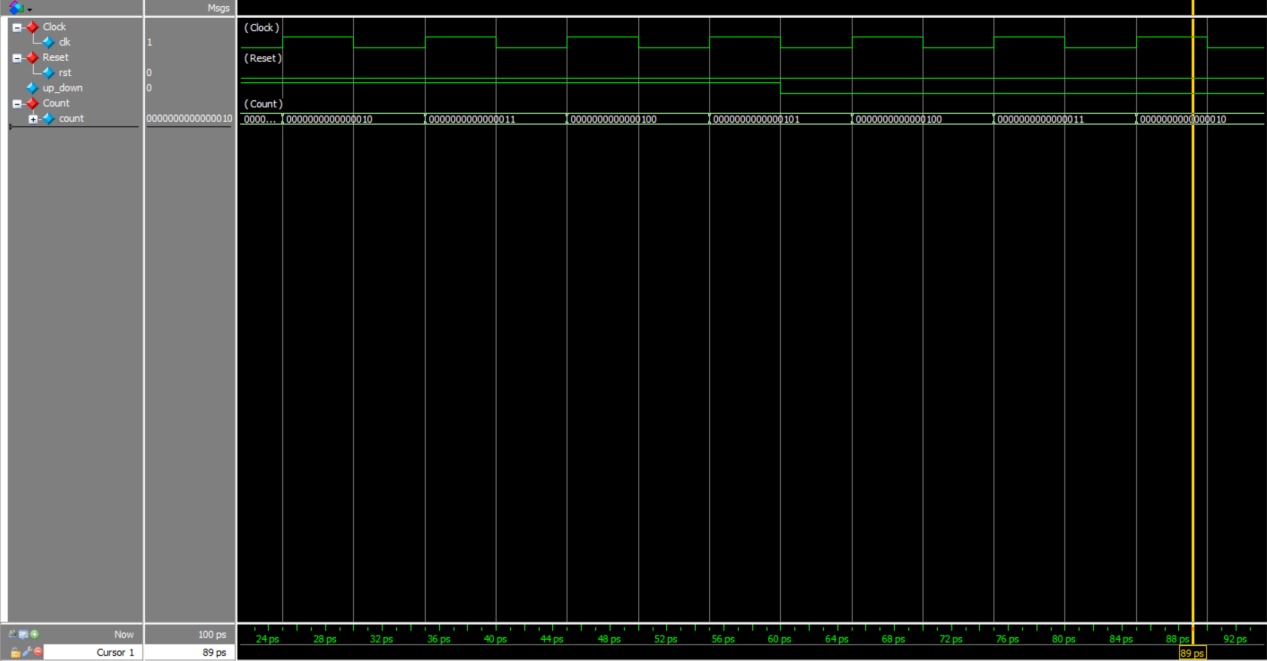 Msgs
Clock
( Clock )
clk 1
Reset
( Reset )
rst 0
up_down 0
Count
( Count )
count 0000000000000010 0000... 0000000000000010 0000000000000011 0000000000000100 0000000000000101 0000000000000100 0000000000000011 0000000000000010
Now 100 ps 24 ps 28 ps 32 ps 36 ps 40 ps 44 ps 48 ps 52 ps 56 ps 60 ps 64 ps 68 ps 72 ps 76 ps 80 ps 84 ps 88 ps 92 ps
Cursor 1 89 ps 89 ps